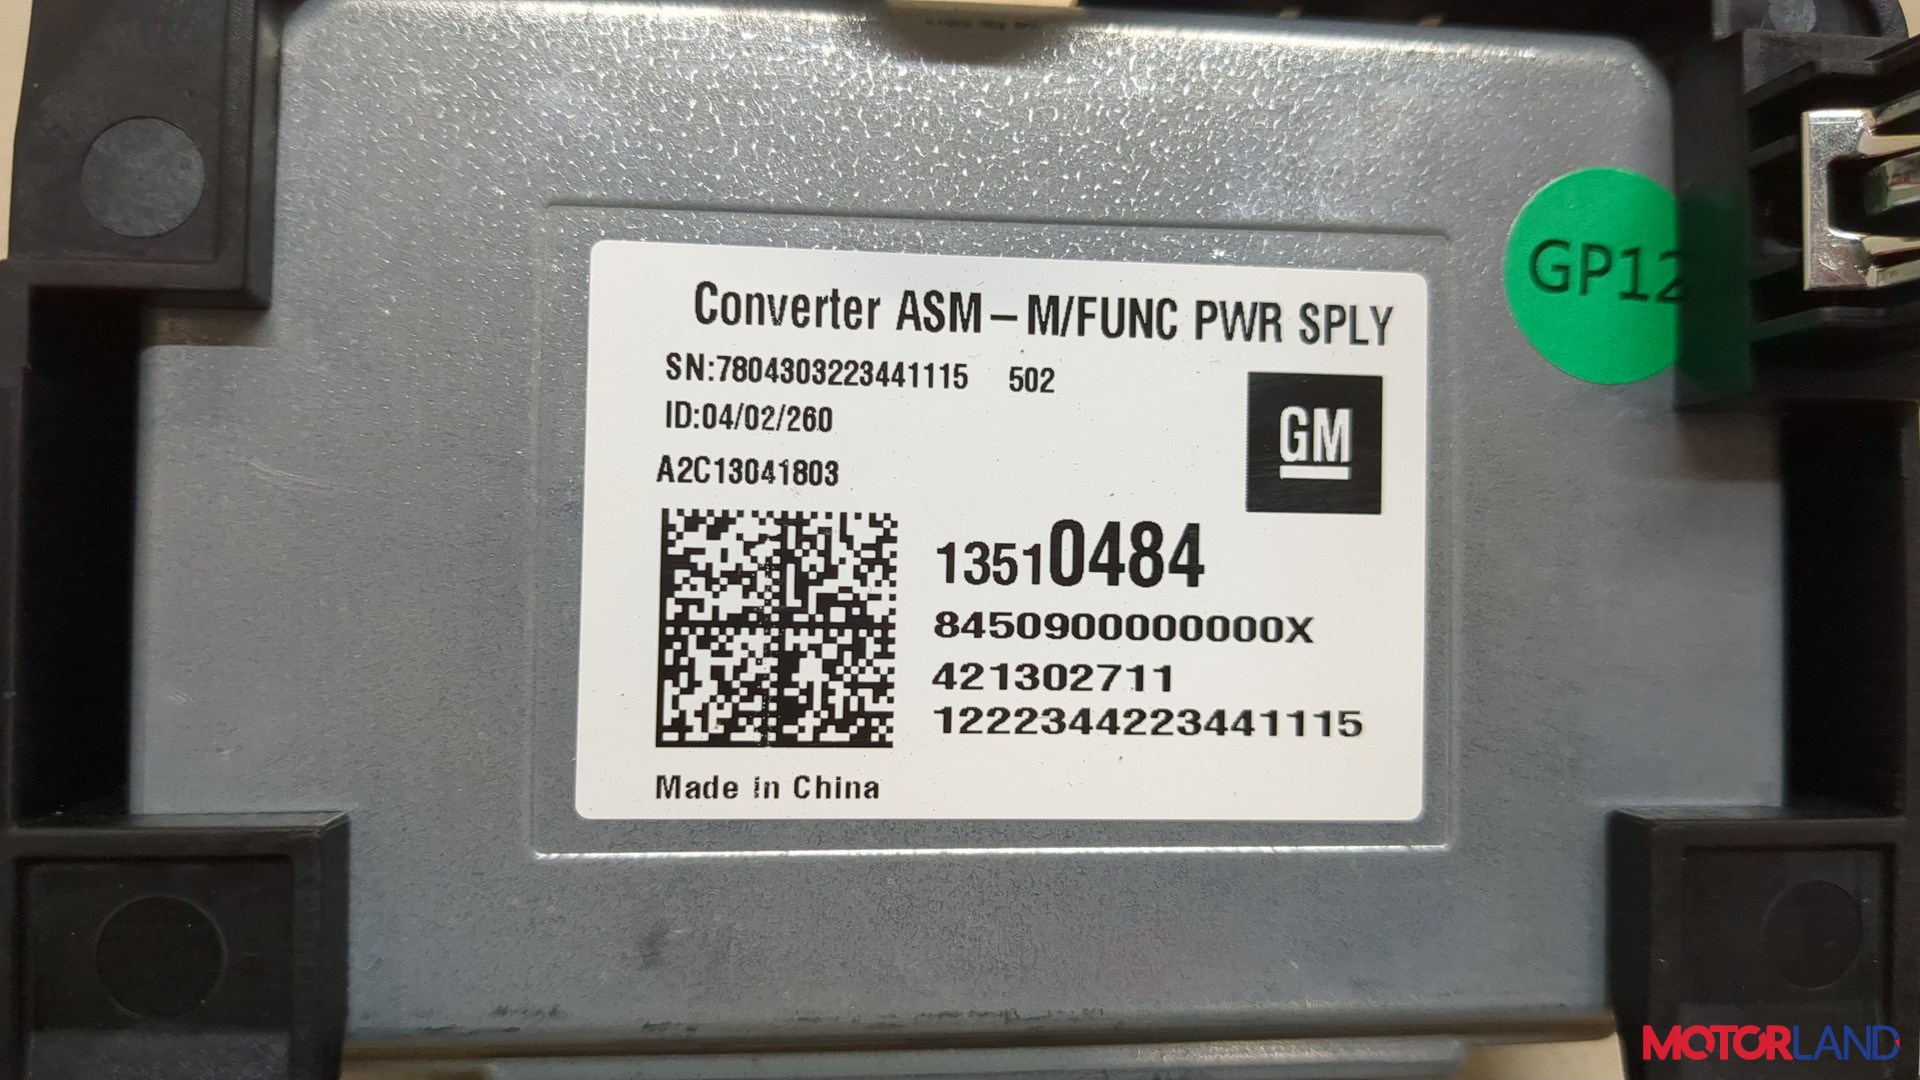 Converter ASM – M/FUNC PWR SPLY
SN:7804303223441115 502
ID:04/02/260
A2C13041803
GM
13510484
8450900000000X
421302711
1222344223441115
Made in China
GP12
MOTORLAND